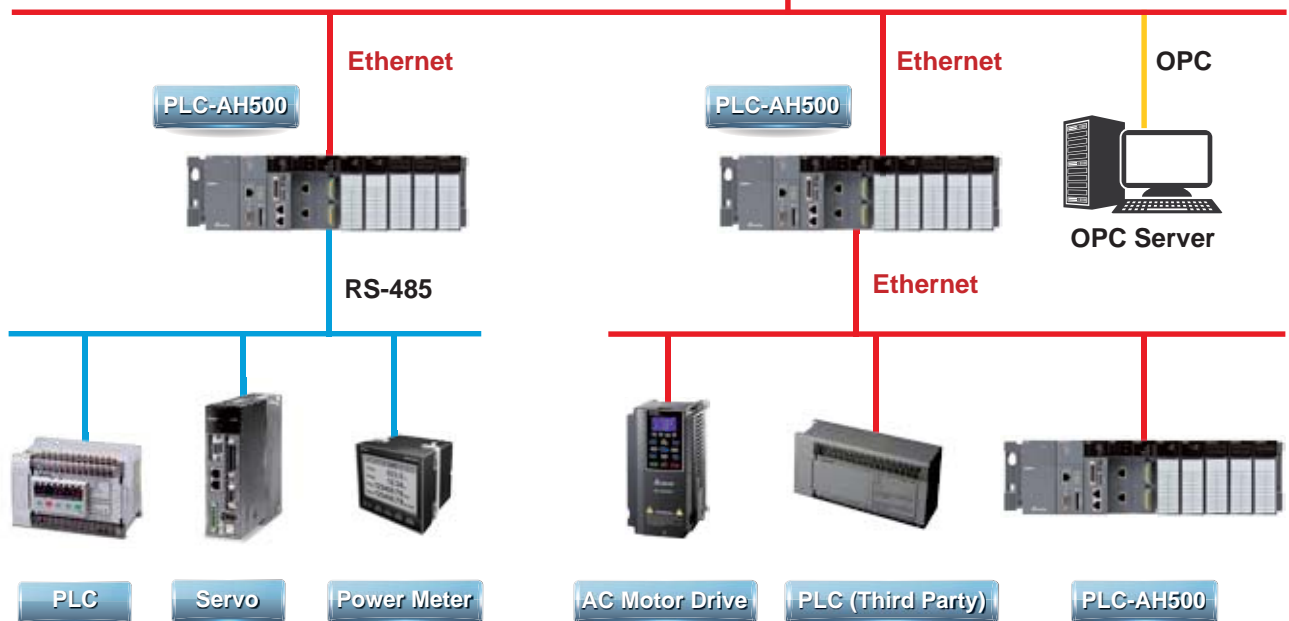 Ethernet
Ethernet
OPC
PLC-AH500
PLC-AH500
OPC Server
RS-485
Ethernet
PLC
Servo
Power Meter
AC Motor Drive
PLC (Third Party)
PLC-AH500